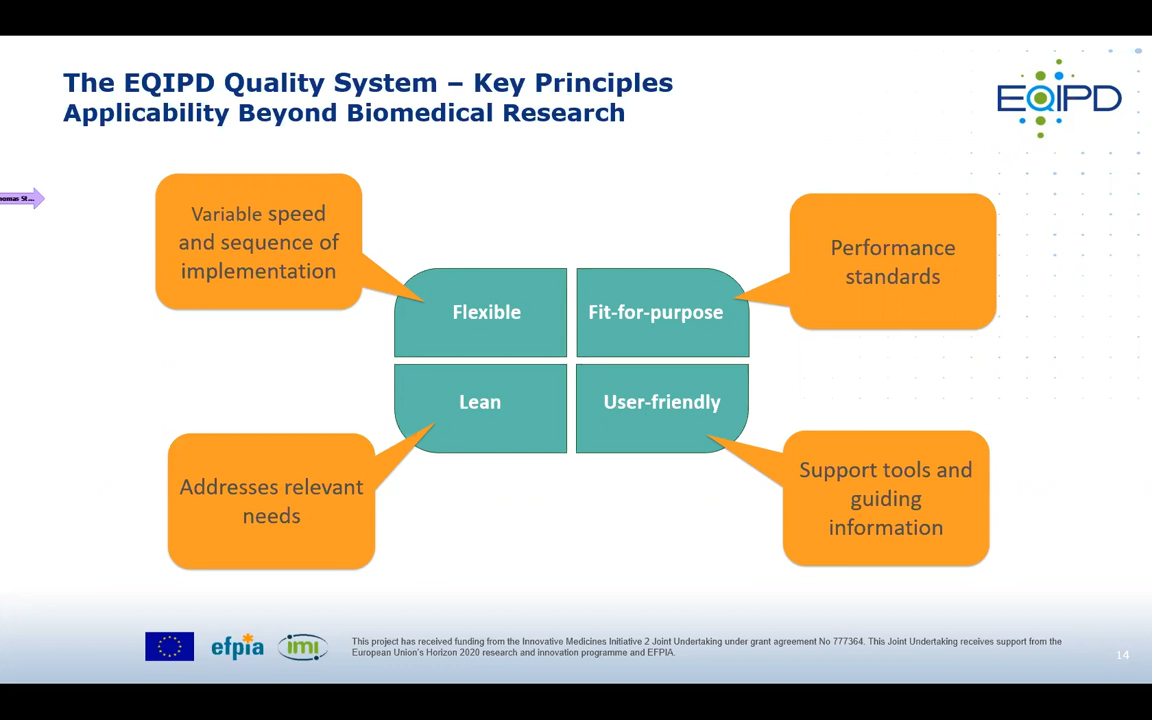 The EQIPD Quality System – Key Principles
Applicability Beyond Biomedical Research
EQIPD
Variable speed
and sequence of
implementation
Performance
standards
Flexible
Fit-for-purpose
Lean
User-friendly
Addresses relevant
needs
Support tools and
guiding
information
efpia
imi
This project has received funding from the Innovative Medicines Initiative 2 Joint Undertaking under grant agreement No 777364. This Joint Undertaking receives support from the
European Union's Horizon 2020 research and innovation programme and EFPIA.
14